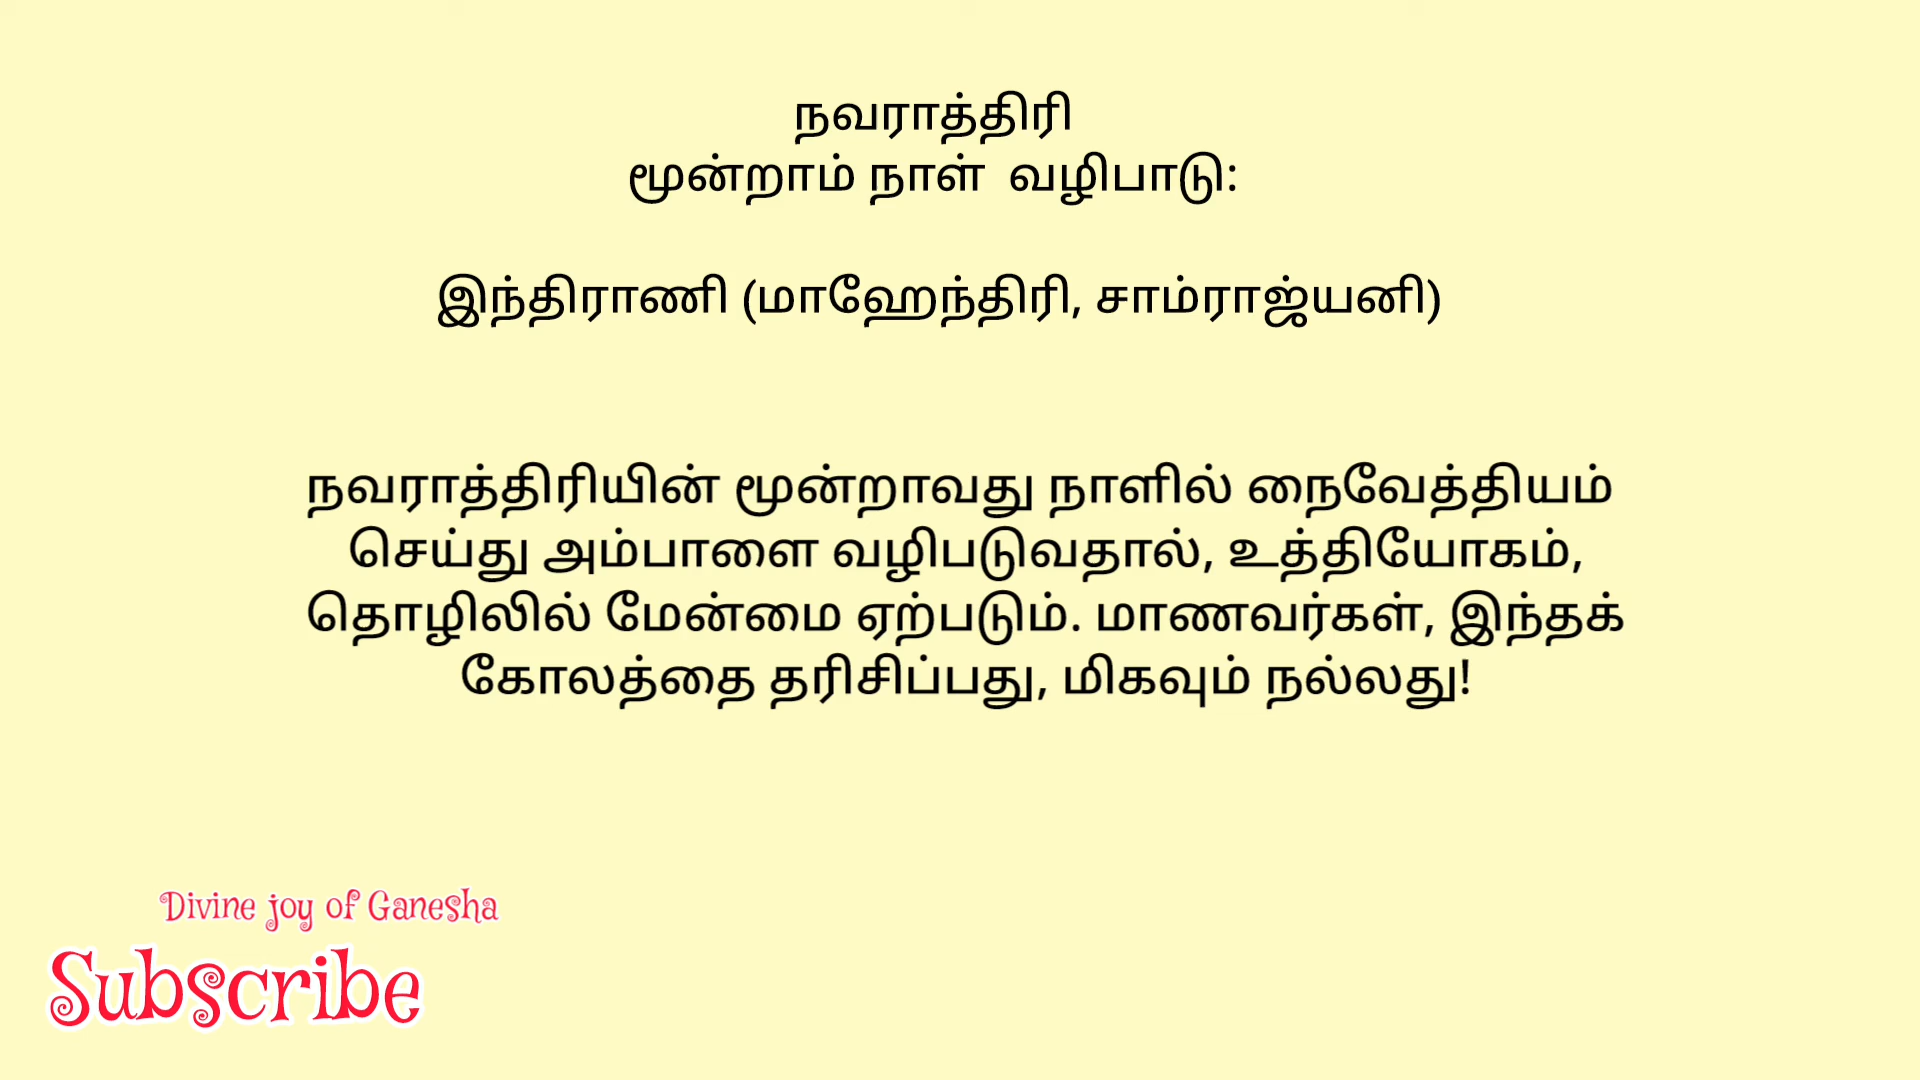 நவராத்திரி
மூன்றாம் நாள் வழிபாடு:
இந்திராணி (மாஹேந்திரி, சாம்ராஜ்யனி)
நவராத்திரியின் மூன்றாவது நாளில் நைவேத்தியம்
செய்து அம்பாளை வழிபடுவதால், உத்தியோகம்,
தொழிலில் மேன்மை ஏற்படும். மாணவர்கள், இந்தக்
கோலத்தை தரிசிப்பது, மிகவும் நல்லது!
Divine joy of Ganesha
Subscribe